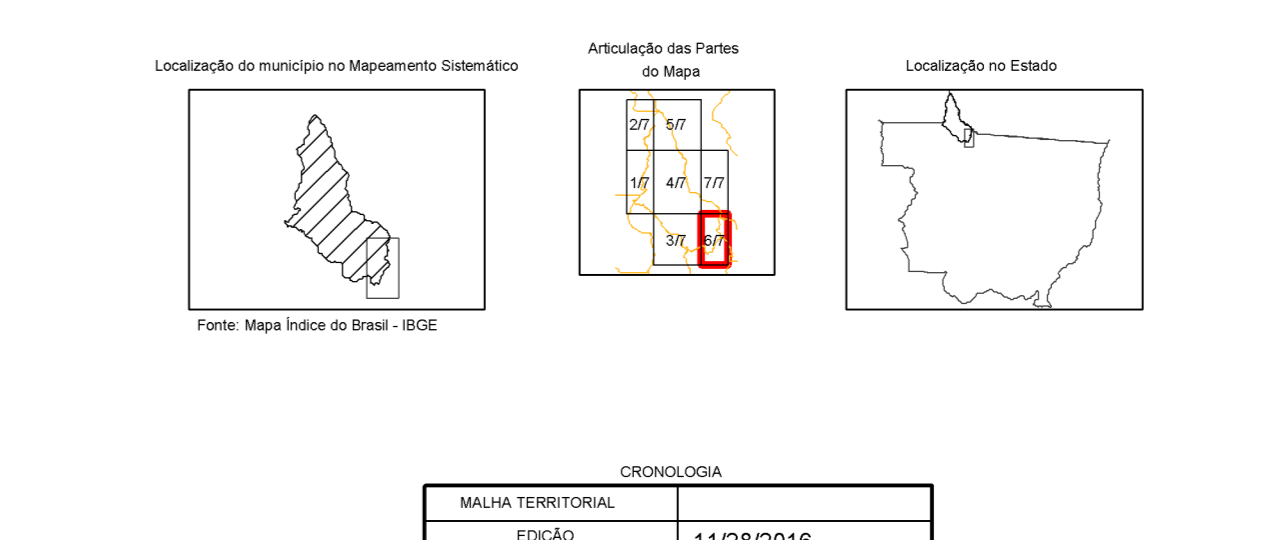 Localização do município no Mapeamento Sistemático
Articulação das Partes
do Mapa
Localização no Estado
2/7 5/7
1/7 4/7 7/7
3/7 6/7
Fonte: Mapa Índice do Brasil - IBGE
CRONOLOGIA
MALHA TERRITORIAL
EDIÇÃO 11/28/2016